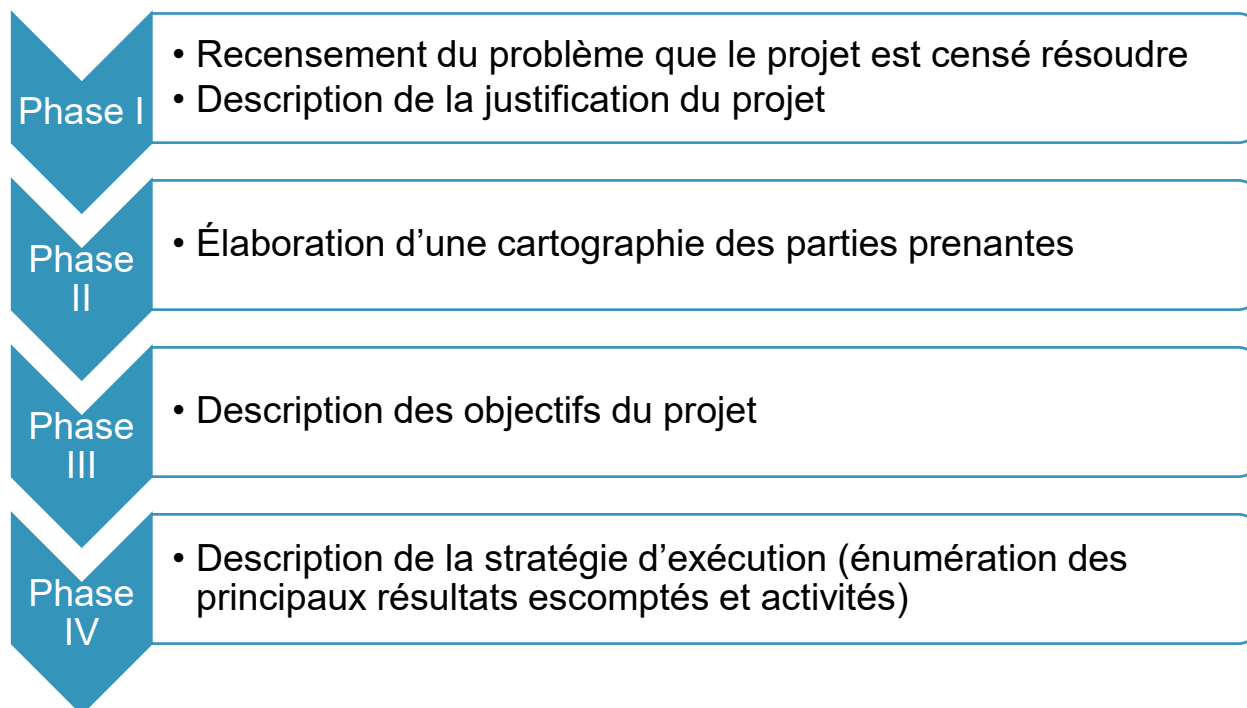 Phase I
• Recensement du problème que le projet est censé résoudre
• Description de la justification du projet
Phase
II
• Élaboration d’une cartographie des parties prenantes
Phase
III
• Description des objectifs du projet
Phase
IV
• Description de la stratégie d’exécution (énumération des
principaux résultats escomptés et activités)